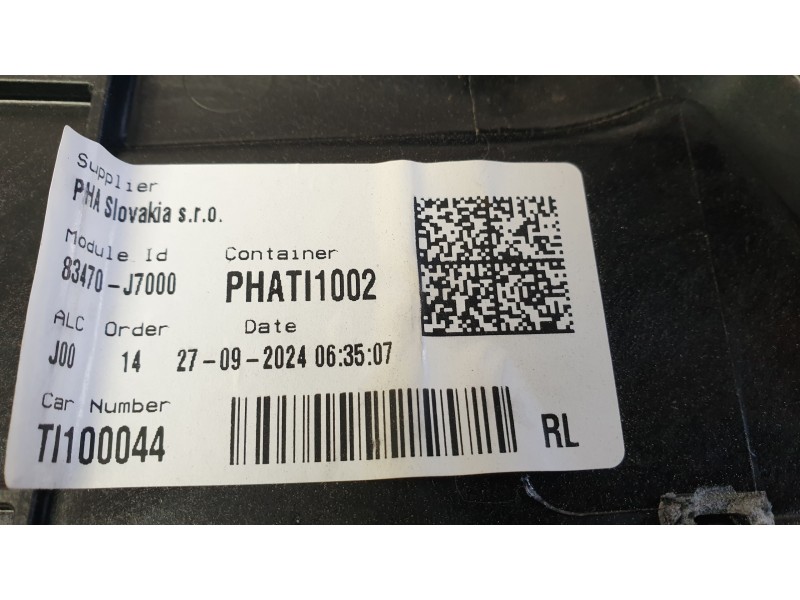 Supplier
PHA Slovakia s.r.o.
Module Id Container
83470-J7000 PHATI1002
ALC Order Date
J00 14 27-09-2024 06:35:07
Car Number
TI100044 RL